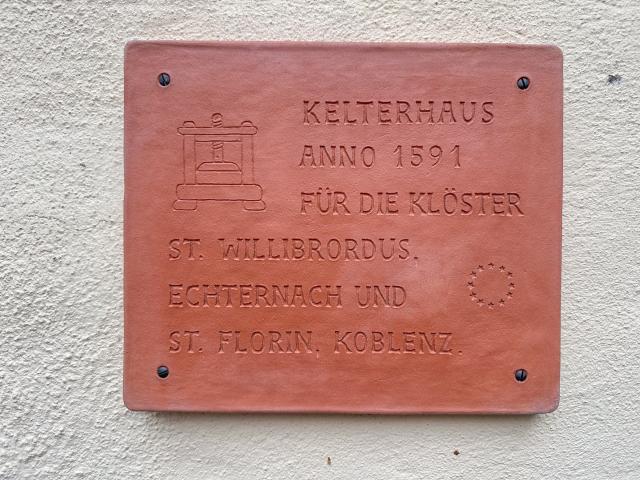 KELTERHAUS
ANNO 1591
FÜR DIE KLÖSTER
ST. WILLIBRORDUS,
ECHTERNACH UND
ST. FLORIN, KOBLENZ.